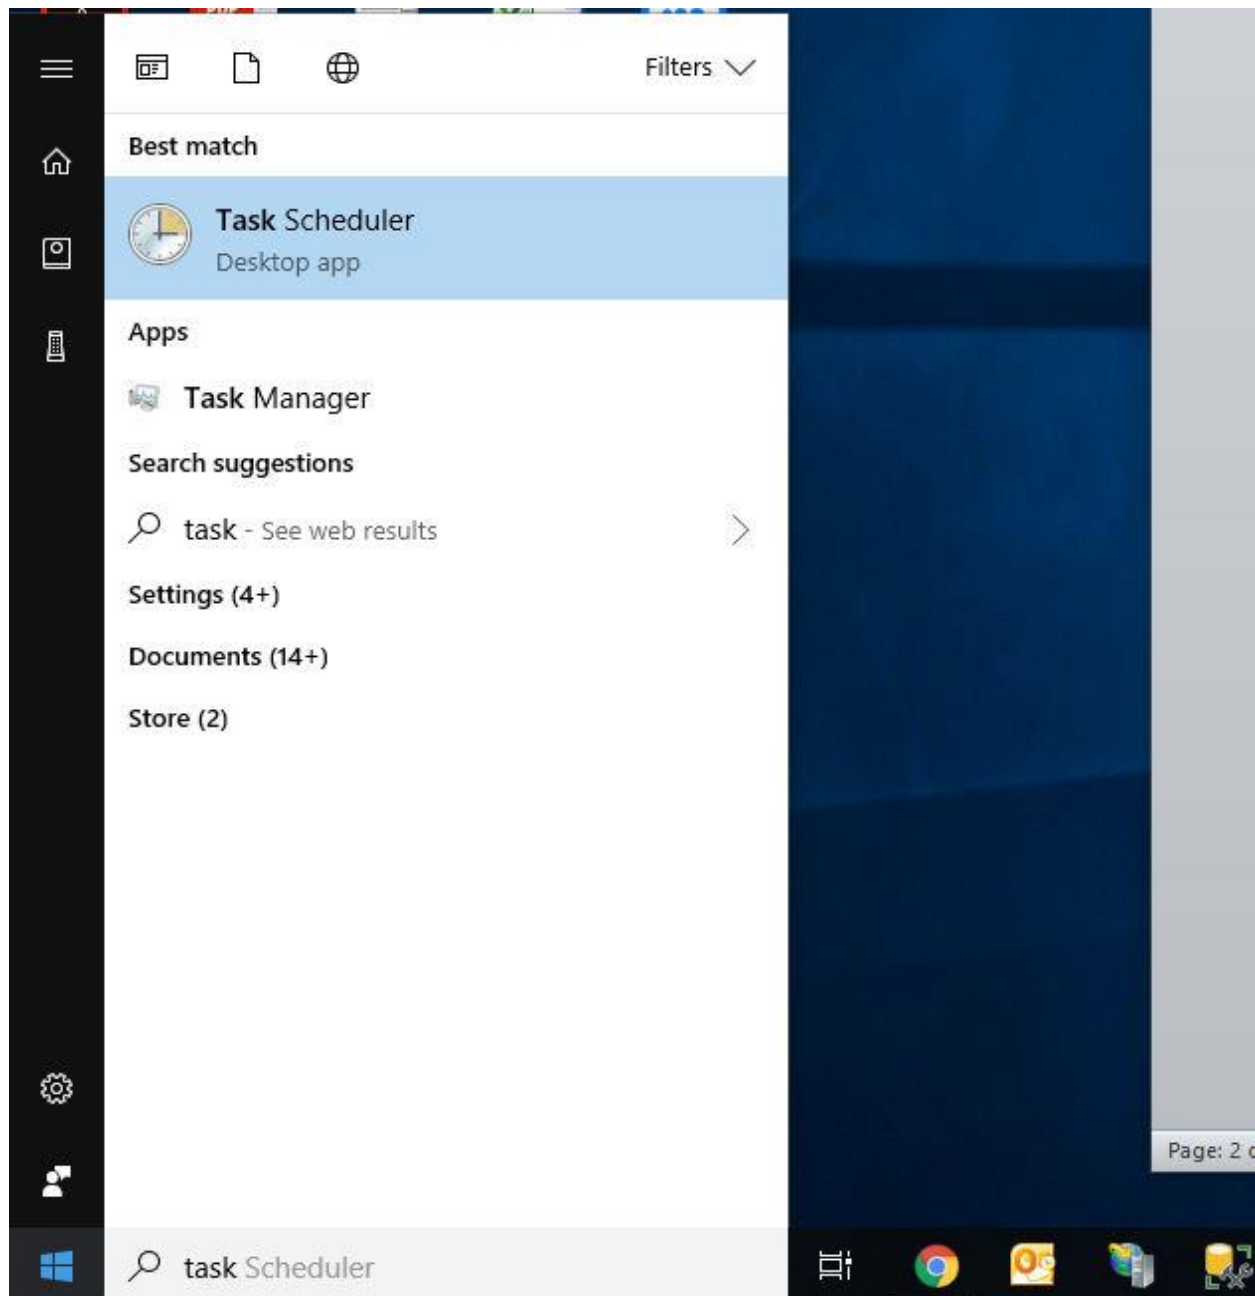 Filters
Best match
Task Scheduler
Desktop app
Apps
Task Manager
Search suggestions
task - See web results
Settings (4+)
Documents (14+)
Store (2)
Page: 2
task Scheduler